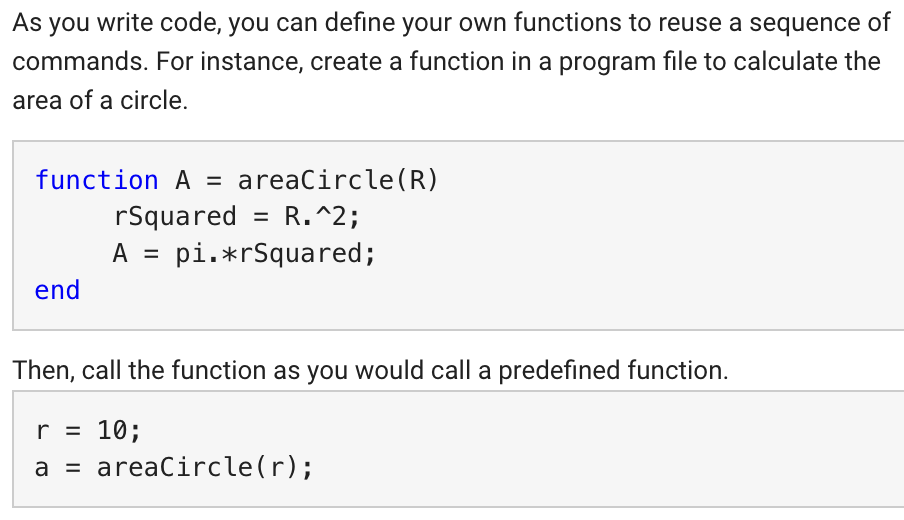 As you write code, you can define your own functions to reuse a sequence of
commands. For instance, create a function in a program file to calculate the
area of a circle.
function A = areaCircle(R)
rSquared = R.^2;
A = pi.*rSquared;
end
Then, call the function as you would call a predefined function.
r = 10;
a = areaCircle(r);